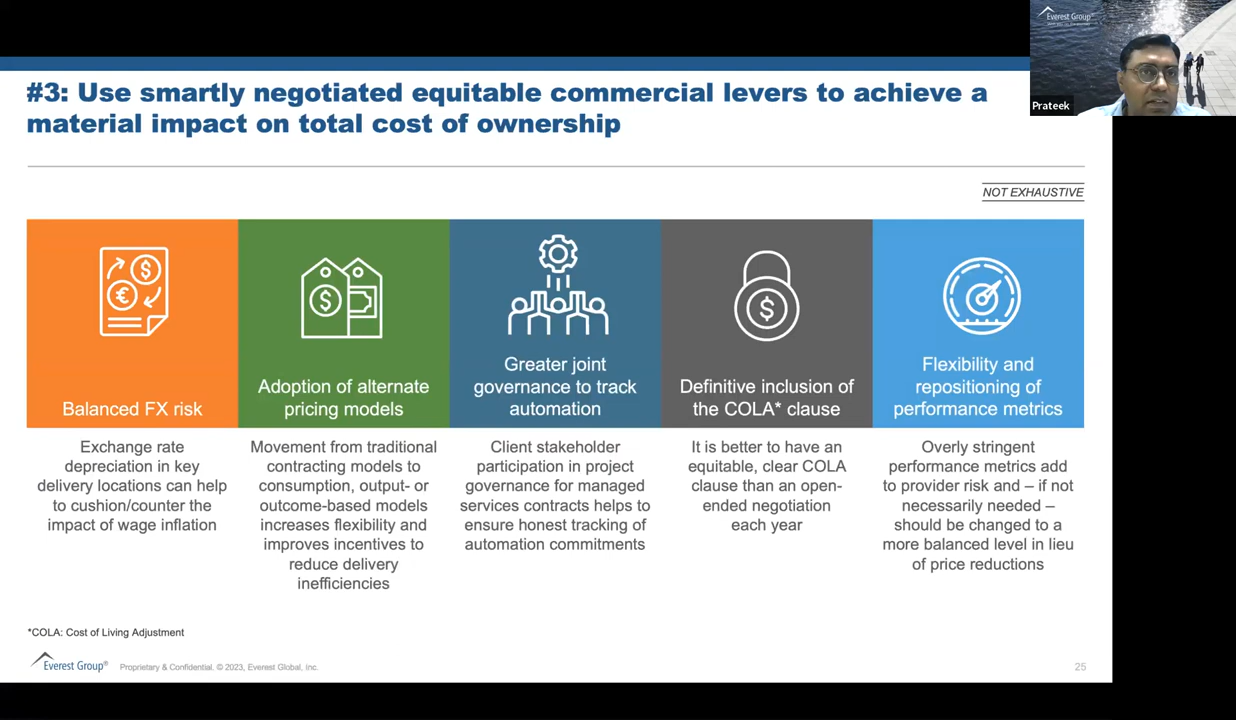 Everest Group
Prateek
#3: Use smartly negotiated equitable commercial levers to achieve a
material impact on total cost of ownership
NOT EXHAUSTIVE
$
€
Balanced FX risk
Exchange rate
depreciation in key
delivery locations can help
to cushion/counter the
impact of wage inflation
$
Adoption of alternate
pricing models
Movement from traditional
contracting models to
consumption, output- or
outcome-based models
increases flexibility and
improves incentives to
reduce delivery
inefficiencies
Greater joint
governance to track
automation
Client stakeholder
participation in project
governance for managed
services contracts helps to
ensure honest tracking of
automation commitments
$
Definitive inclusion of
the COLA* clause
It is better to have an
equitable, clear COLA
clause than an open-
ended negotiation
each year
Flexibility and
repositioning of
performance metrics
Overly stringent
performance metrics add
to provider risk and – if not
necessarily needed –
should be changed to a
more balanced level in lieu
of price reductions
*COLA: Cost of Living Adjustment
Everest Group®
Proprietary & Confidential. © 2023, Everest Global, Inc.
25